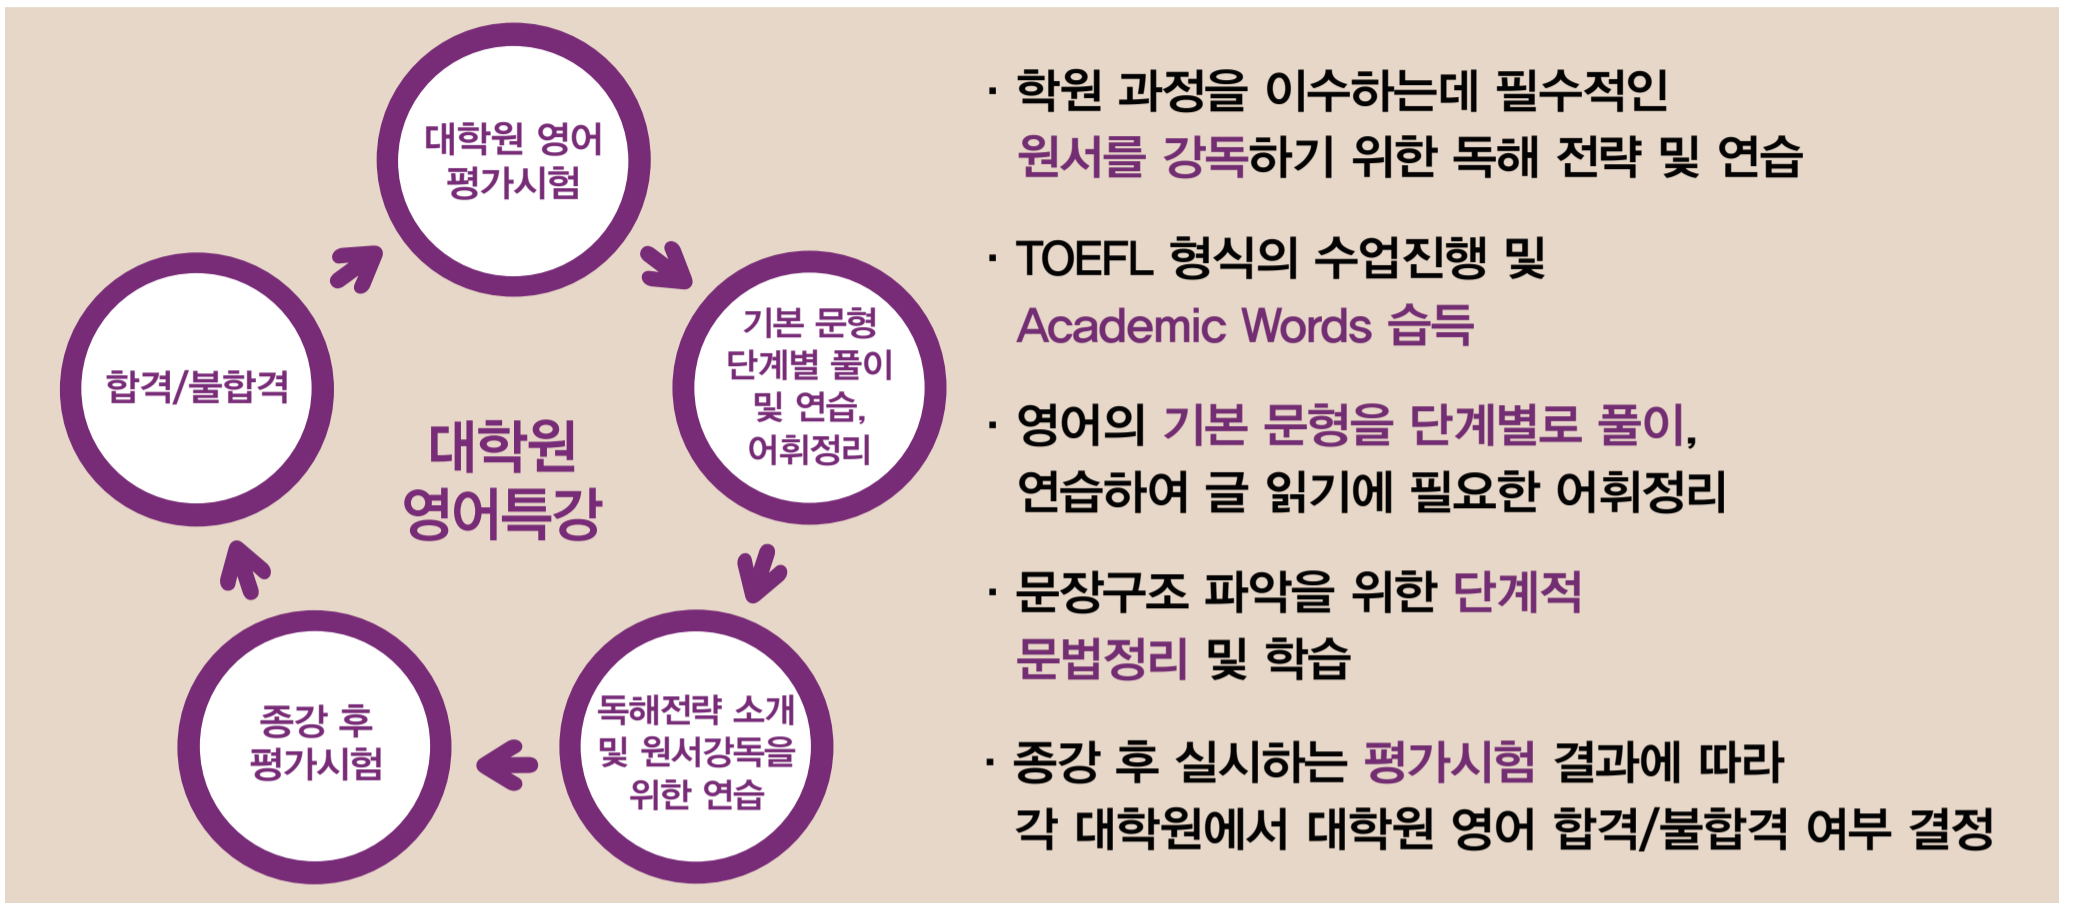 대학원 영어
평가시험
기본 문형
단계별 풀이
및 연습,
어휘정리
독해전략 소개
및 원서강독을
위한 연습
종강 후
평가시험
합격/불합격
대학원
영어특강
· 학원 과정을 이수하는데 필수적인
원서를 강독하기 위한 독해 전략 및 연습
· TOEFL 형식의 수업진행 및
Academic Words 습득
· 영어의 기본 문형을 단계별로 풀이,
연습하여 글 읽기에 필요한 어휘정리
· 문장구조 파악을 위한 단계적
문법정리 및 학습
· 종강 후 실시하는 평가시험 결과에 따라
각 대학원에서 대학원 영어 합격/불합격 여부 결정